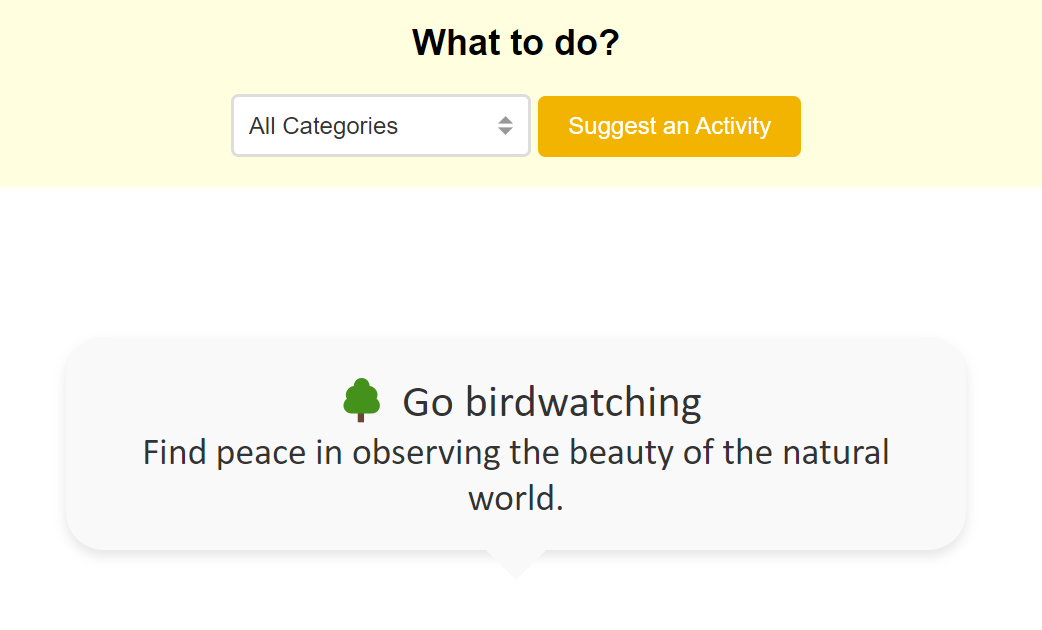 What to do?
All Categories
Suggest an Activity
Go birdwatching
Find peace in observing the beauty of the natural
world.